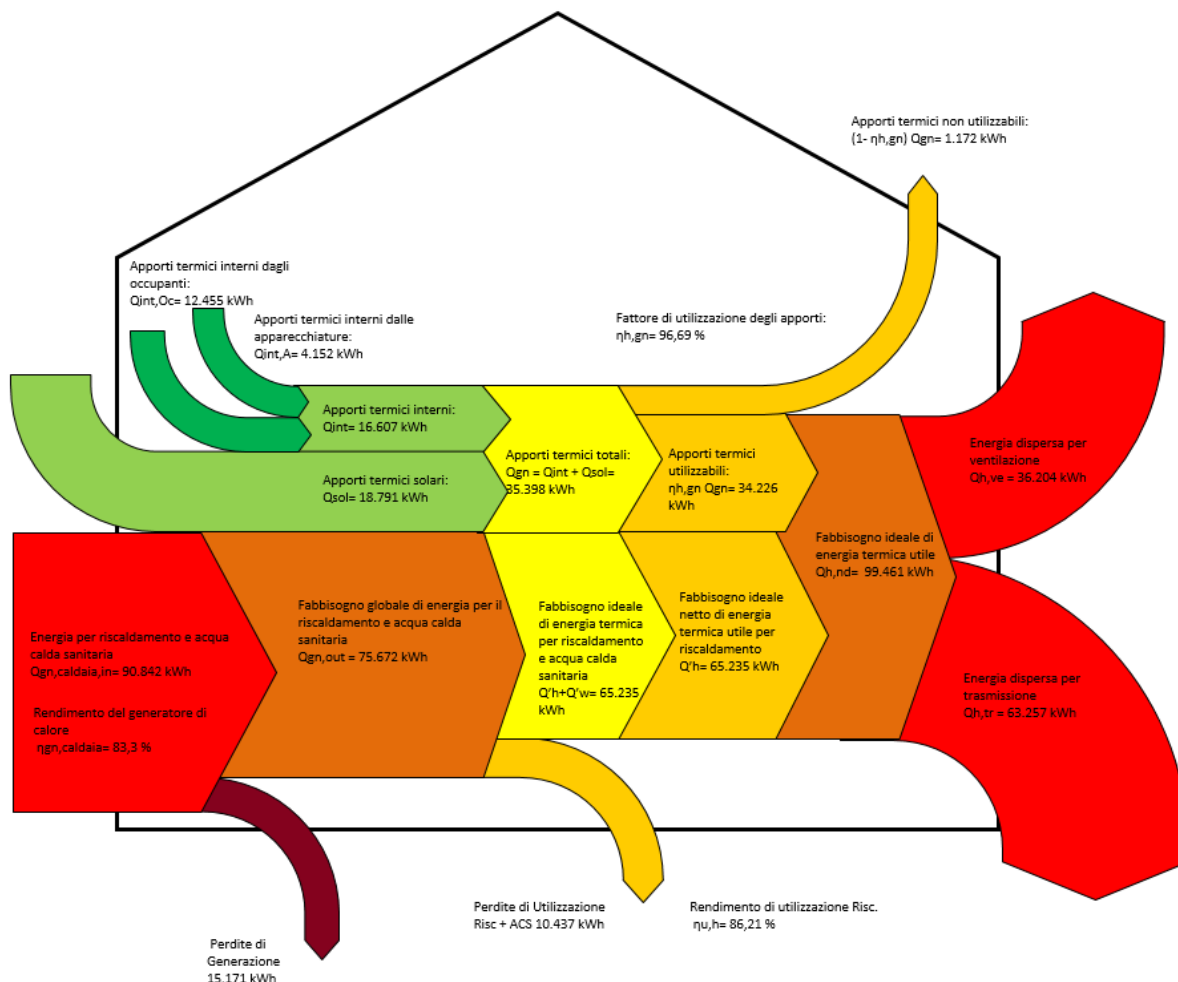 Apporti termici non utilizzabili:
(1- ηh,gn) Qgn= 1.172 kWh
Apporti termici interni dagli
occupanti:
Qint,Oc= 12.455 kWh
Apporti termici interni dalle
apparecchiature:
Qint,A= 4.152 kWh
Fattore di utilizzazione degli apporti:
ηh,gn= 96,69 %
Apporti termici interni:
Qint= 16.607 kWh
Apporti termici solari:
Qsol= 18.791 kWh
Apporti termici totali:
Qgn = Qint + Qsol=
35.398 kWh
Apporti termici
utilizzabili:
ηh,gn Qgn= 34.226
kWh
Energia dispersa per
ventilazione
Qh,ve = 36.204 kWh
Fabbisogno ideale di
energia termica utile
Qh,nd= 99.461 kWh
Energia per riscaldamento e acqua
calda sanitaria
Qgn,caldaia,in= 90.842 kWh
Rendimento del generatore di
calore
ηgn,caldaia= 83,3 %
Fabbisogno globale di energia per il
riscaldamento e acqua calda
sanitaria
Qgn,out = 75.672 kWh
Fabbisogno ideale
di energia termica
per riscaldamento
e acqua calda
sanitaria
Q'h+Q'w= 65.235
kWh
Fabbisogno ideale
netto di energia
termica utile per
riscaldamento
Q'h= 65.235 kWh
Energia dispersa per
trasmissione
Qh,tr = 63.257 kWh
Perdite di Utilizzazione
Risc + ACS 10.437 kWh
Rendimento di utilizzazione Risc.
ηu,h= 86,21 %
Perdite di
Generazione
15.171 kWh